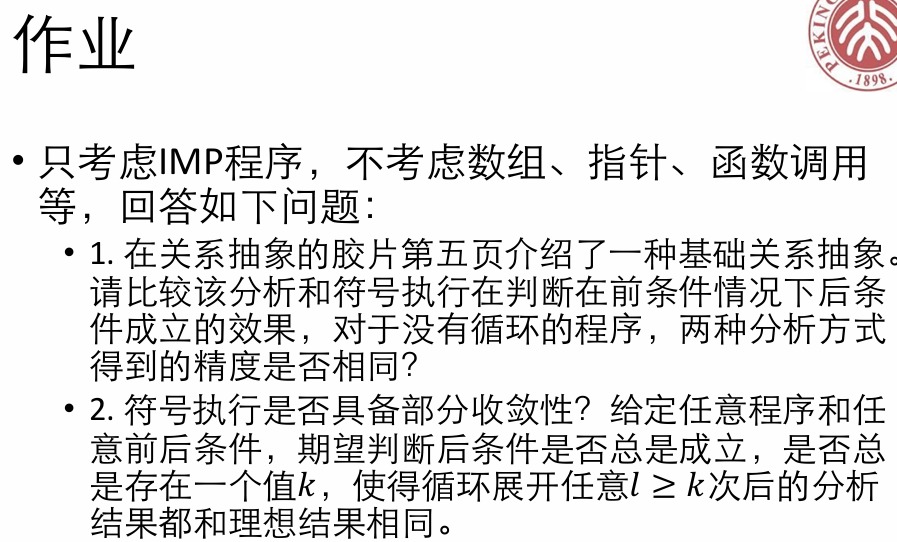 作业
PEKIN
·1898·
• 只考虑IMP程序，不考虑数组、指针、函数调用
等，回答如下问题：
• 1. 在关系抽象的胶片第五页介绍了一种基础关系抽象。
请比较该分析和符号执行在判断在前条件情况下后条
件成立的效果，对于没有循环的程序，两种分析方式
得到的精度是否相同？
• 2. 符号执行是否具备部分收敛性？给定任意程序和任
意前后条件，期望判断后条件是否总是成立，是否总
是存在一个值k，使得循环展开任意l ≥ k次后的分析
结果都和理想结果相同。